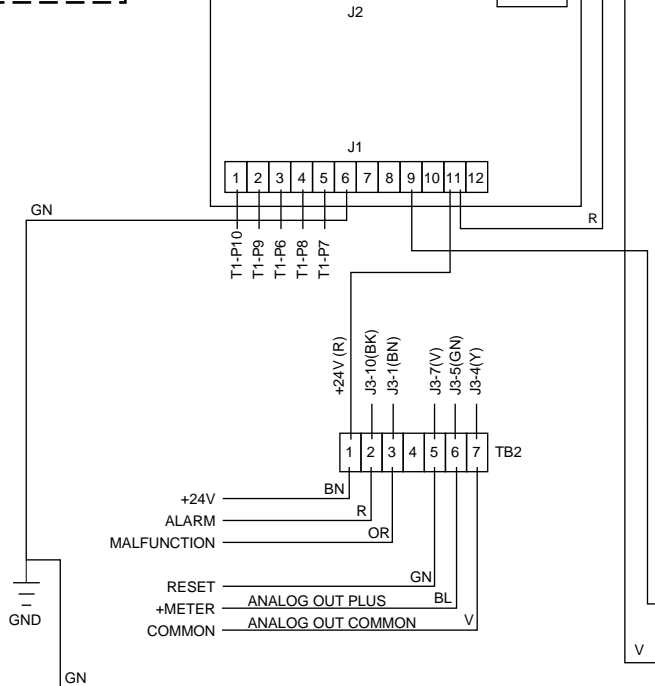 J2
J1
1 2 3 4 5 6 7 8 9 10 11 12
GN
R
T1-P10
T1-P9
T1-P6
T1-P8
T1-P7
+24V (R)
J3-10(BK)
J3-1(BN)
J3-7(V)
J3-5(GN)
J3-4(Y)
1 2 3 4 5 6 7 TB2
+24V BN
ALARM R
MALFUNCTION OR
RESET GN
+METER ANALOG OUT PLUS BL
COMMON ANALOG OUT COMMON V
GND
V
GN